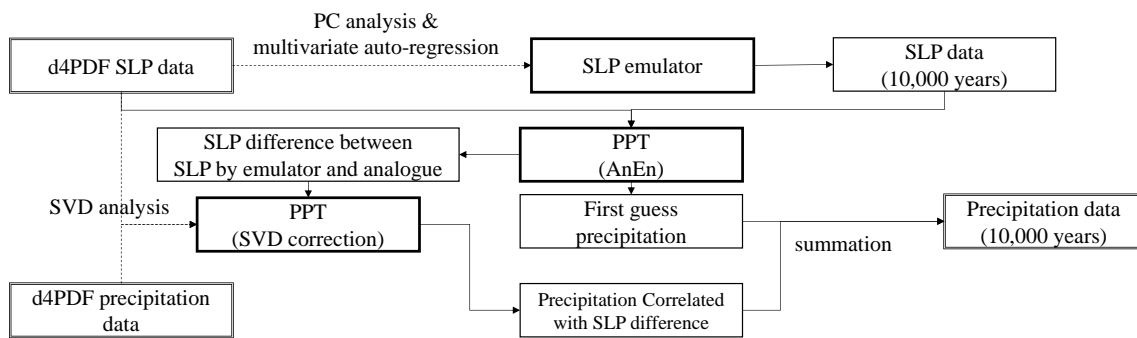 PC analysis &
multivariate auto-regression
d4PDF SLP data
SLP emulator
SLP data
(10,000 years)
SLP difference between
SLP by emulator and analogue
PPT
(AnEn)
SVD analysis
PPT
(SVD correction)
First guess
precipitation
summation
Precipitation data
(10,000 years)
d4PDF precipitation
data
Precipitation Correlated
with SLP difference